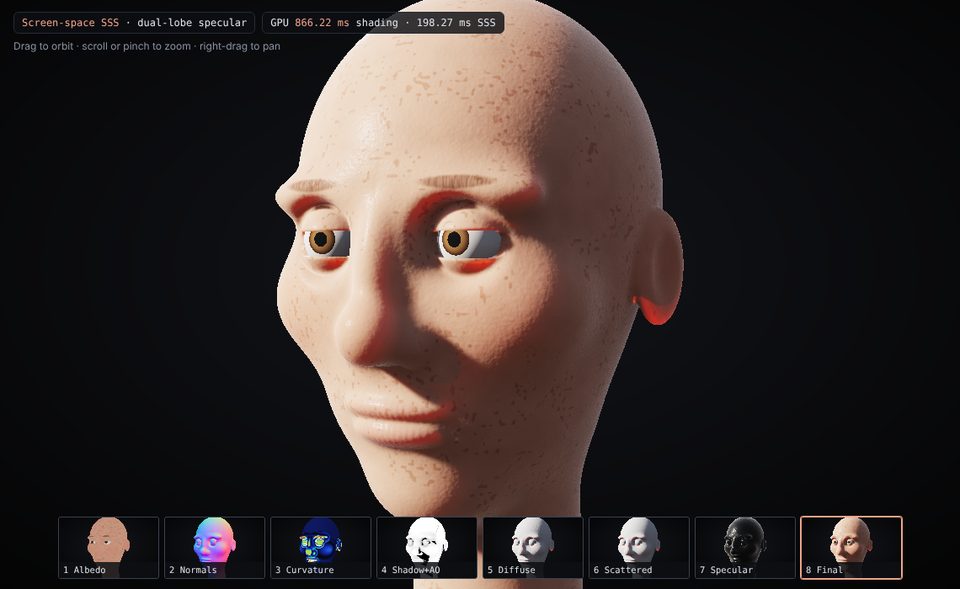 Screen-space SSS · dual-lobe specular
GPU 866.22 ms shading · 198.27 ms SSS
Drag to orbit · scroll or pinch to zoom · right-drag to pan
1 Albedo
2 Normals
3 Curvature
4 Shadow+AO
5 Diffuse
6 Scattered
7 Specular
8 Final